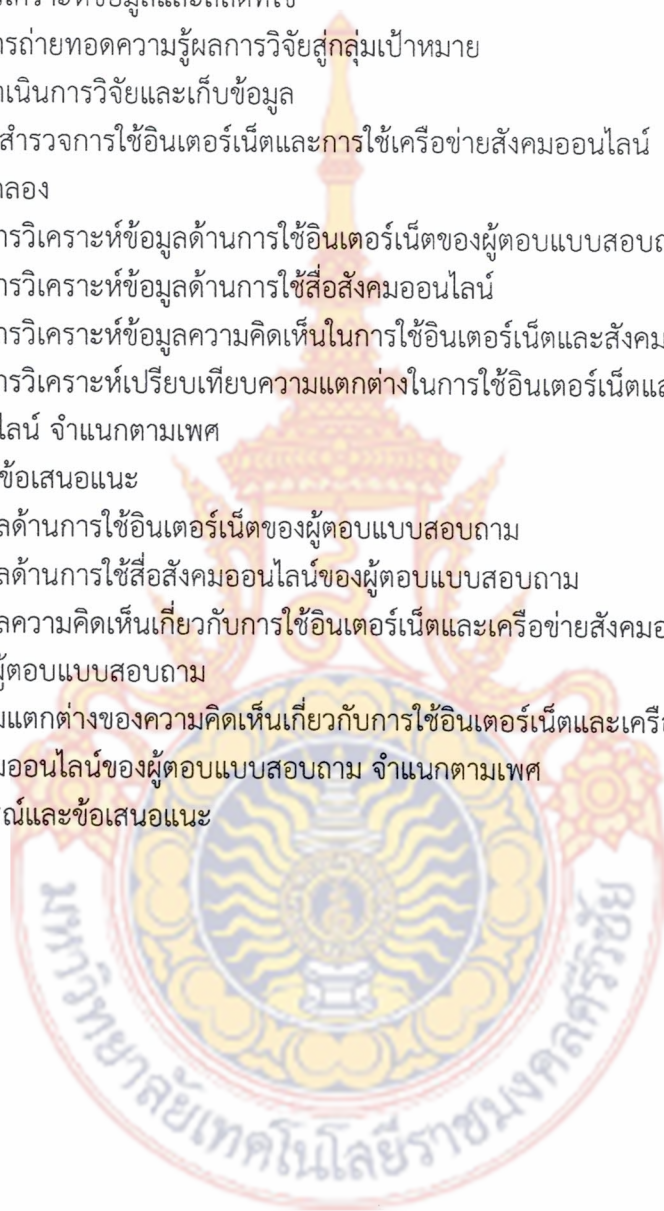 การถ่ายทอดความรู้ผลการวิจัยสู่กลุ่มเป้าหมาย
เนินการวิจัยและเก็บข้อมูล
สำรวจการใช้อินเตอร์เน็ตและการใช้เครือข่ายสังคมออนไลน์
ลอง
การวิเคราะห์ข้อมูลด้านการใช้อินเตอร์เน็ตของผู้ตอบแบบสอบถ
การวิเคราะห์ข้อมูลด้านการใช้สื่อสังคมออนไลน์
การวิเคราะห์ข้อมูลความคิดเห็นในการใช้อินเตอร์เน็ตและสังคม
การวิเคราะห์เปรียบเทียบความแตกต่างในการใช้อินเตอร์เน็ตแล
ไลน์ จำแนกตามเพศ
ข้อเสนอแนะ
ลด้านการใช้อินเตอร์เน็ตของผู้ตอบแบบสอบถาม
ลด้านการใช้สื่อสังคมออนไลน์ของผู้ตอบแบบสอบถาม
ลความคิดเห็นเกี่ยวกับการใช้อินเตอร์เน็ตและเครือข่ายสังคมอ
ผู้ตอบแบบสอบถาม
มแตกต่างของความคิดเห็นเกี่ยวกับการใช้อินเตอร์เน็ตและเครือ
มออนไลน์ของผู้ตอบแบบสอบถาม จำแนกตามเพศ
ณ์และข้อเสนอแนะ
มหาวิทยาลัยเทคโนโลยีราชมงคลศรีวิชัย